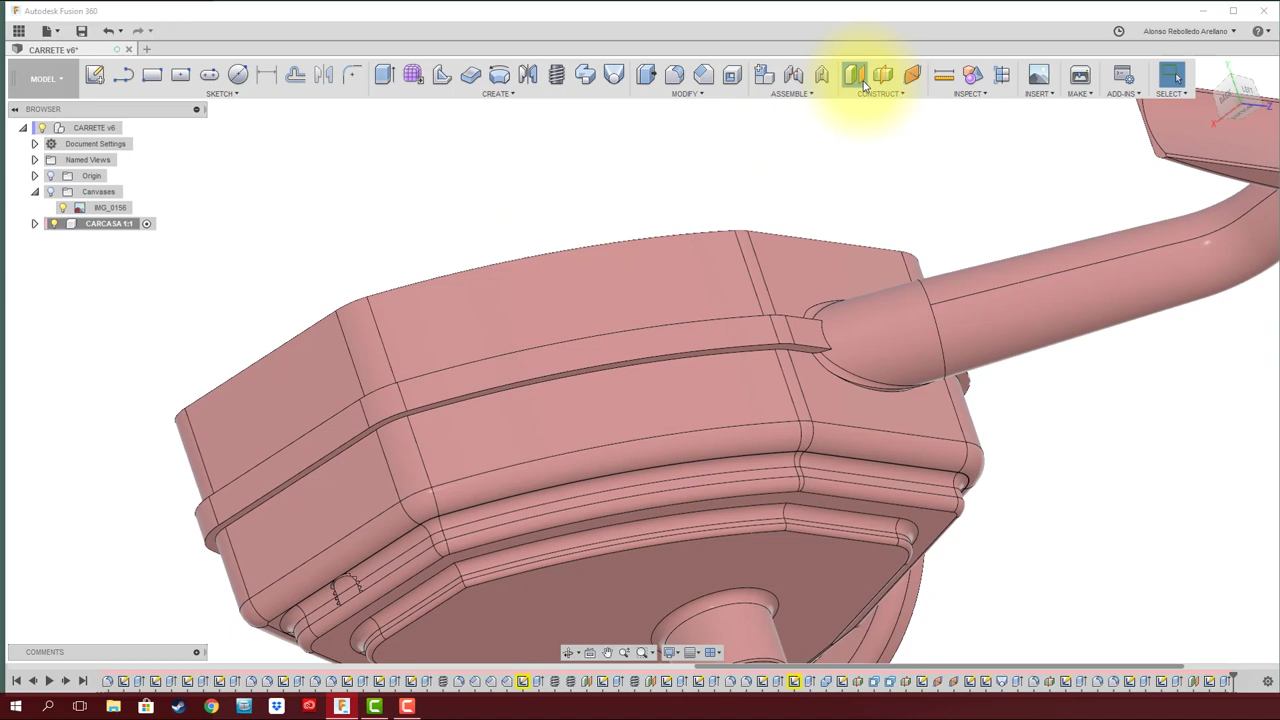 Autodesk Fusion 360
Alonso Rebolledo Arellano
CARRETE v6*
MODEL
SKETCH
CREATE
MODIFY
ASSEMBLE
CONSTRUCT
INSPECT
INSERT
MAKE
ADD-INS
SELECT
BROWSER
CARRETE v6
Document Settings
Named Views
Origin
Canvases
IMG_0156
CARCASA 1:1
COMMENTS